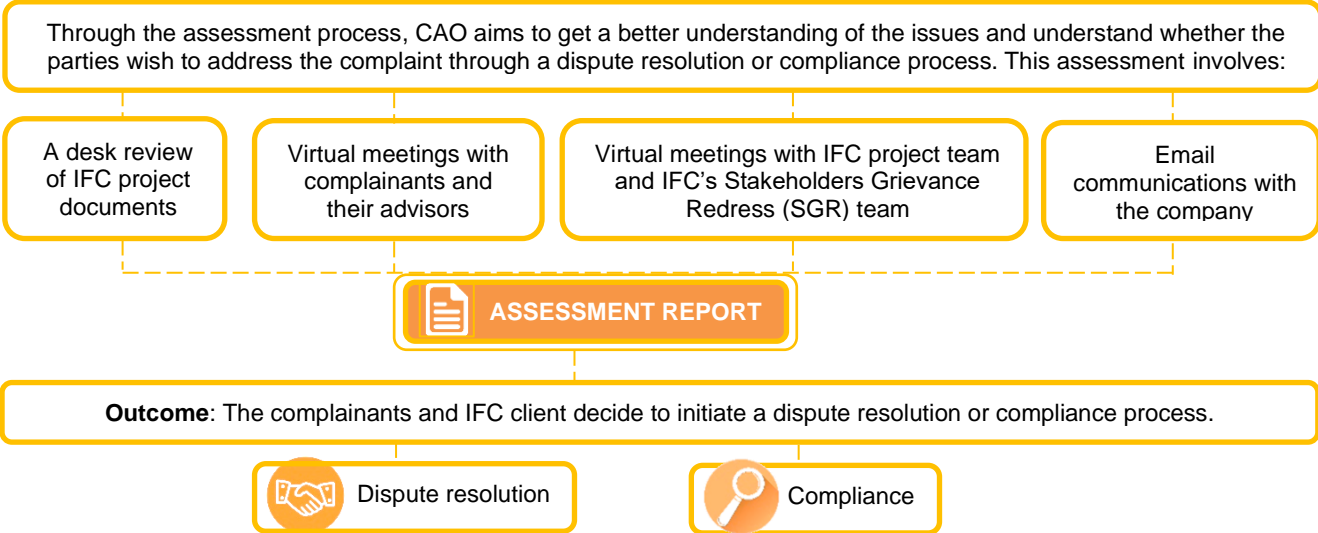 Through the assessment process, CAO aims to get a better understanding of the issues and understand whether the
parties wish to address the complaint through a dispute resolution or compliance process. This assessment involves:
A desk review
of IFC project
documents
Virtual meetings with
complainants and
their advisors
Virtual meetings with IFC project team
and IFC's Stakeholders Grievance
Redress (SGR) team
Email
communications with
the company
ASSESSMENT REPORT
Outcome: The complainants and IFC client decide to initiate a dispute resolution or compliance process.
Dispute resolution
Compliance